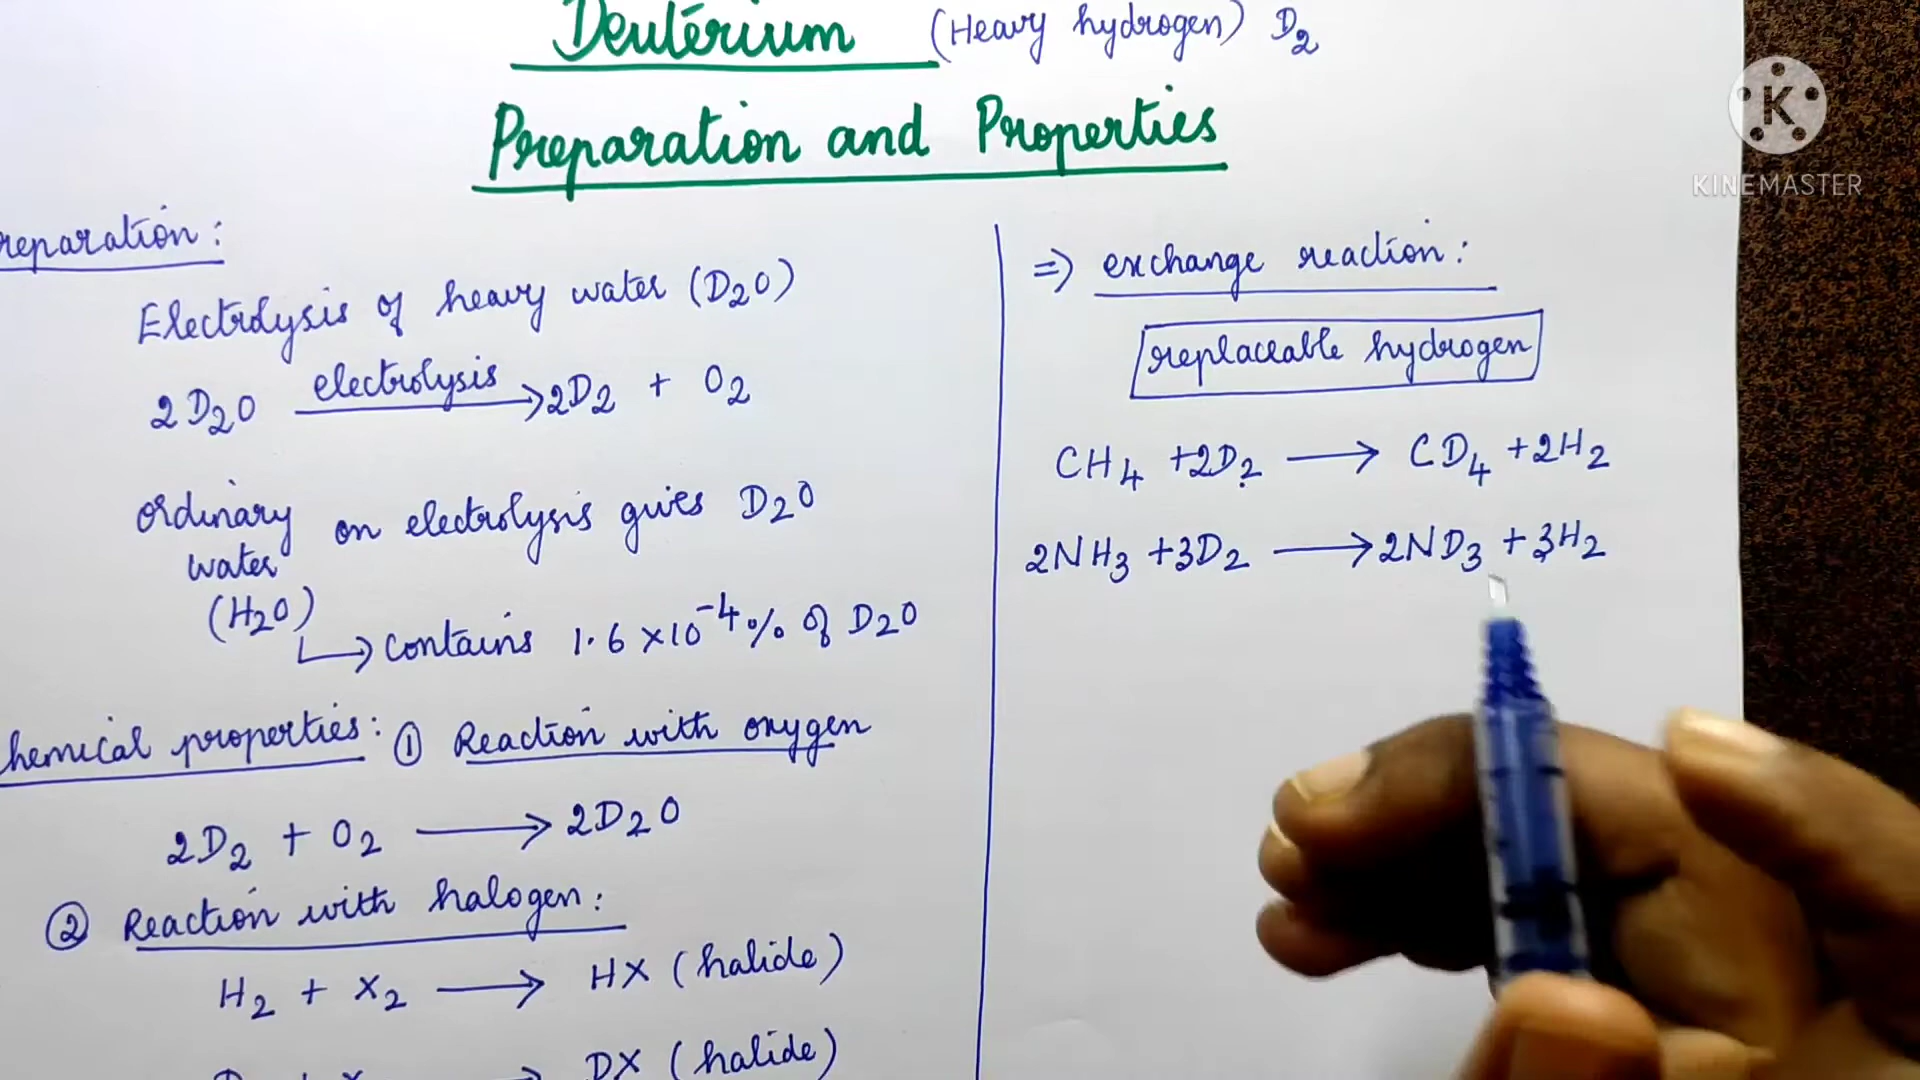 Deuterium (Heavy hydrogen) D2
Preparation and Properties
reparation:
Electrolysis of heavy water (D2O)
2D2O electrolysis → 2D2 + O2
Ordinary water (H2O) on electrolysis gives D2O
↳ Contains 1.6 ×10⁻⁴% of D2O
hemical properties: ① Reaction with oxygen
2D2 + O2 → 2D2O
② Reaction with halogen:
H2 + X2 → HX (halide)
→ DX (halide)
⇒ exchange reaction:
replaceable hydrogen
CH4 +2D2 → CD4 +2H2
2NH3 +3D2 → 2ND3 +3H2
K
KINEMASTER